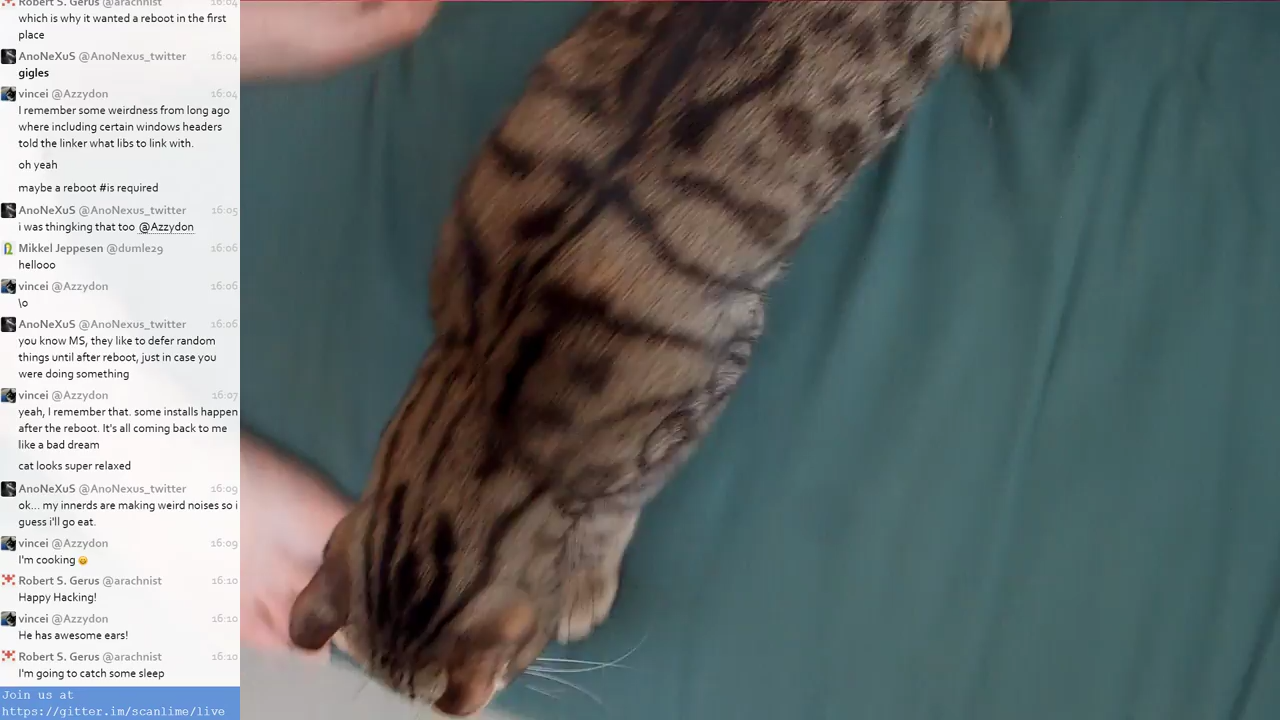 Robert S. Gerus @arachnist 16:04
which is why it wanted a reboot in the first
place
AnoNeXuS @AnoNexus_twitter 16:04
gigles
vincei @Azzydon 16:04
I remember some weirdness from long ago
where including certain windows headers
told the linker what libs to link with.
oh yeah
maybe a reboot #is required
AnoNeXuS @AnoNexus_twitter 16:05
i was thingking that too @Azzydon
Mikkel Jeppesen @dumle29 16:06
hellooo
vincei @Azzydon 16:06
\o
AnoNeXuS @AnoNexus_twitter 16:06
you know MS, they like to defer random
things until after reboot, just in case you
were doing something
vincei @Azzydon 16:07
yeah, I remember that. some installs happen
after the reboot. It's all coming back to me
like a bad dream
cat looks super relaxed
AnoNeXuS @AnoNexus_twitter 16:09
ok... my innerds are making weird noises so i
guess i'll go eat.
vincei @Azzydon 16:09
I'm cooking
Robert S. Gerus @arachnist 16:10
Happy Hacking!
vincei @Azzydon 16:10
He has awesome ears!
Robert S. Gerus @arachnist 16:10
I'm going to catch some sleep
Join us at
https://gitter.im/scanlime/live